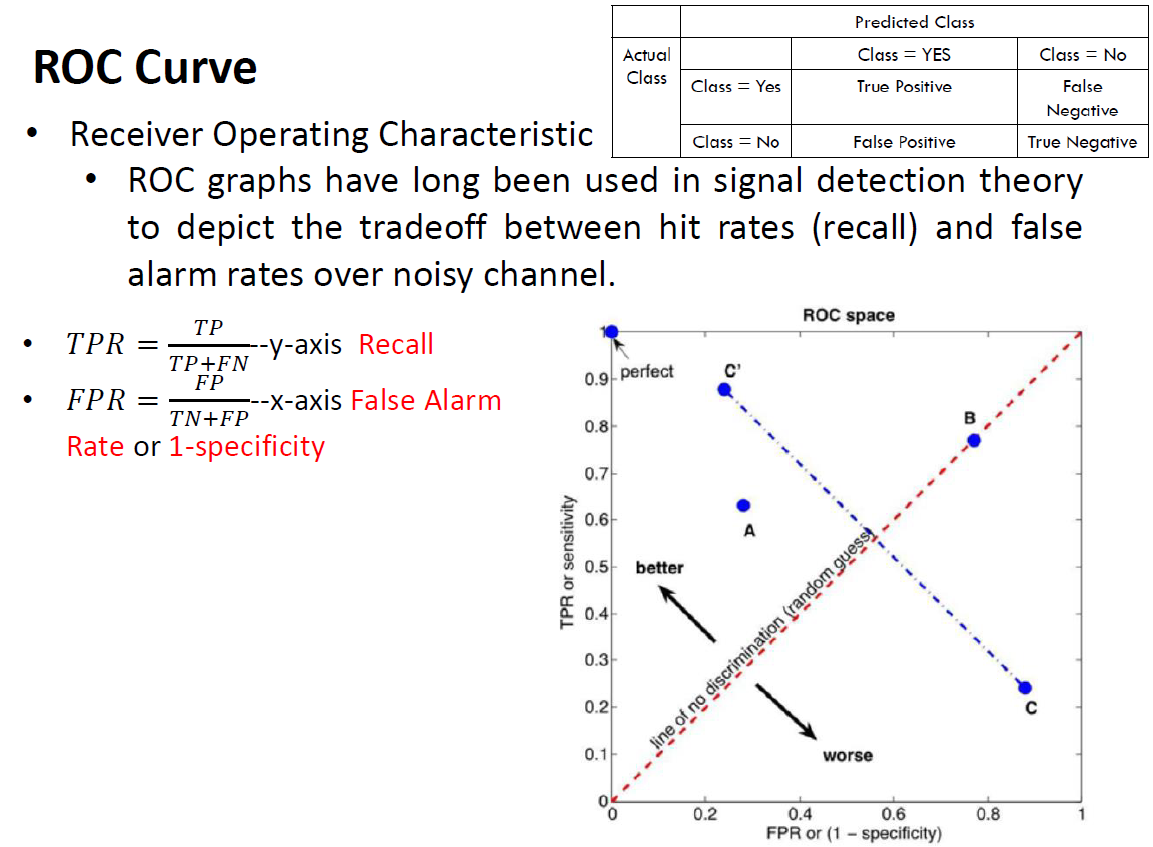 ROC Curve
Predicted Class
Actual Class
Class = YES
Class = No
Class = Yes
True Positive
False Negative
Class = No
False Positive
True Negative
• Receiver Operating Characteristic
• ROC graphs have long been used in signal detection theory
to depict the tradeoff between hit rates (recall) and false
alarm rates over noisy channel.
• TPR = TP/TP+FN--y-axis Recall
• FPR = FP/TN+FP--x-axis False Alarm
Rate or 1-specificity
ROC space
1
perfect
C'
0.9
B
0.8
0.7
A
0.6
better
0.5
0.4
0.3
C
0.2
worse
0.1
0
line of no discrimination (random guess)
TPR or sensitivity
0 0.2 0.4 0.6 0.8 1
FPR or (1 − specificity)